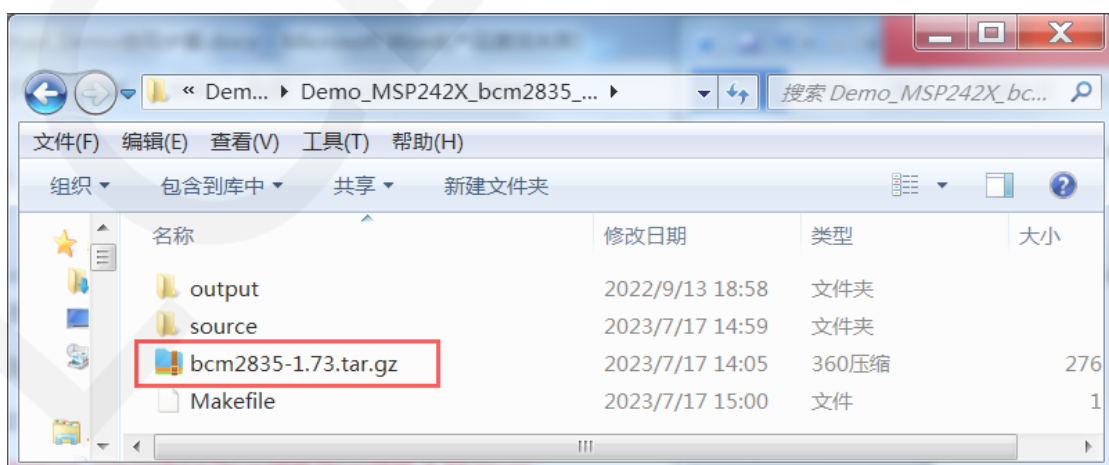 « Dem... Demo_MSP242X_bcm2835_... 搜索 Demo_MSP242X_bc...
文件(F) 编辑(E) 查看(V) 工具(T) 帮助(H)
组织 包含到库中 共享 新建文件夹
名称 修改日期 类型 大小
output 2022/9/13 18:58 文件夹
source 2023/7/17 14:59 文件夹
bcm2835-1.73.tar.gz 2023/7/17 14:05 360压缩 276
Makefile 2023/7/17 15:00 文件 1